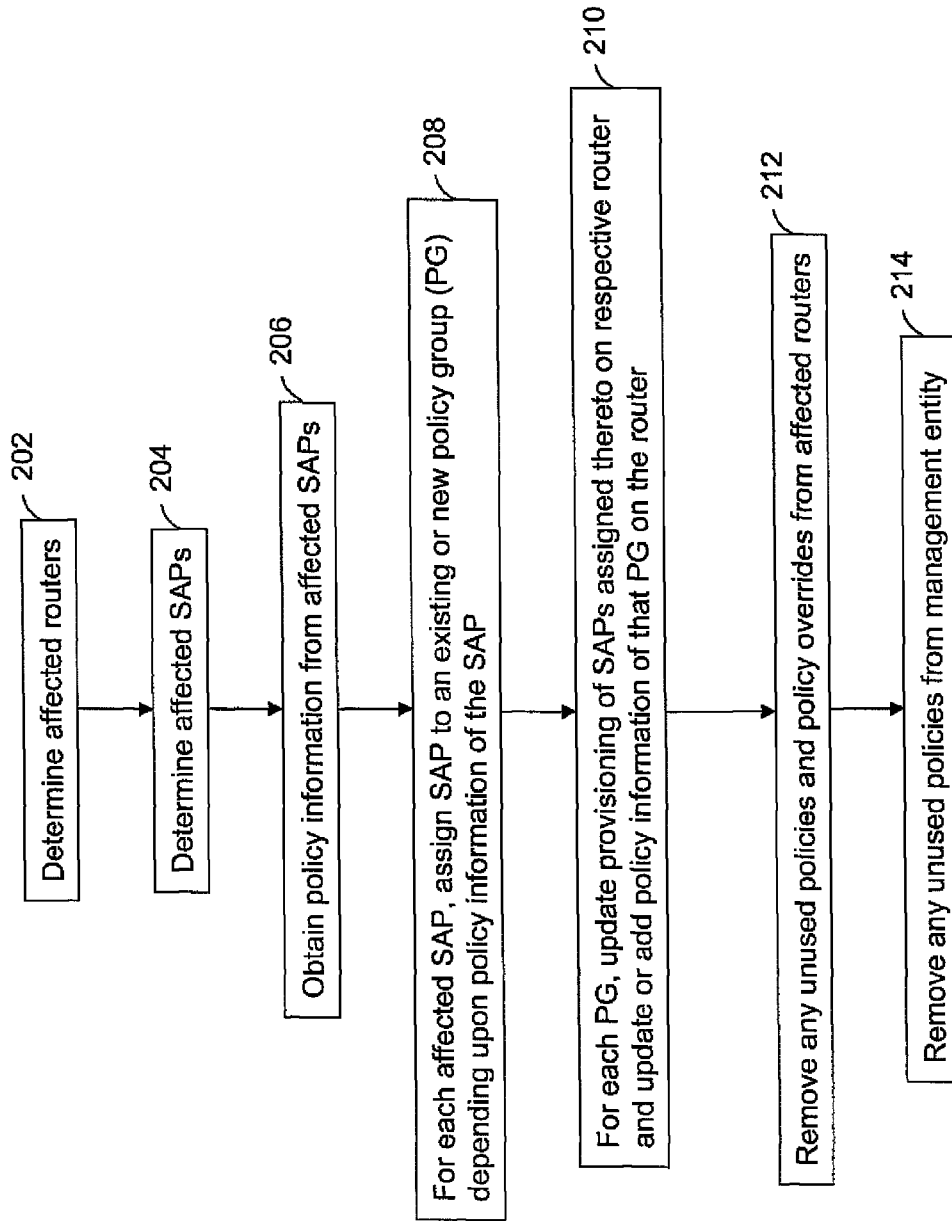 202
Determine affected routers
204
Determine affected SAPs
206
Obtain policy information from affected SAPs
208
For each affected SAP, assign SAP to an existing or new policy group (PG)
depending upon policy information of the SAP
210
For each PG, update provisioning of SAPs assigned thereto on respective router
and update or add policy information of that PG on the router
212
Remove any unused policies and policy overrides from affected routers
214
Remove any unused policies from management entity